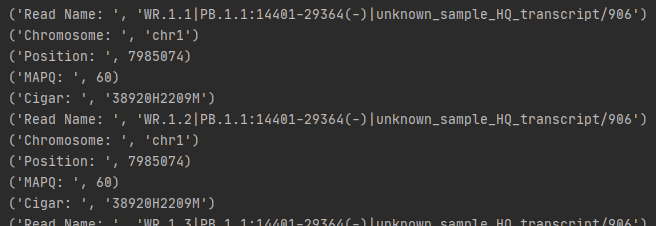 ('Read Name: ', 'WR.1.1|PB.1.1:14401-29364(-)|unknown_sample_HQ_transcript/906')
('Chromosome: ', 'chr1')
('Position: ', 7985074)
('MAPQ: ', 60)
('Cigar: ', '38920H2209M')
('Read Name: ', 'WR.1.2|PB.1.1:14401-29364(-)|unknown_sample_HQ_transcript/906')
('Chromosome: ', 'chr1')
('Position: ', 7985074)
('MAPQ: ', 60)
('Cigar: ', '38920H2209M')
('Read Name: ', 'WR.1.3|PB.1.1:14401-29364(-)|unknown_sample_HQ_transcript/906')